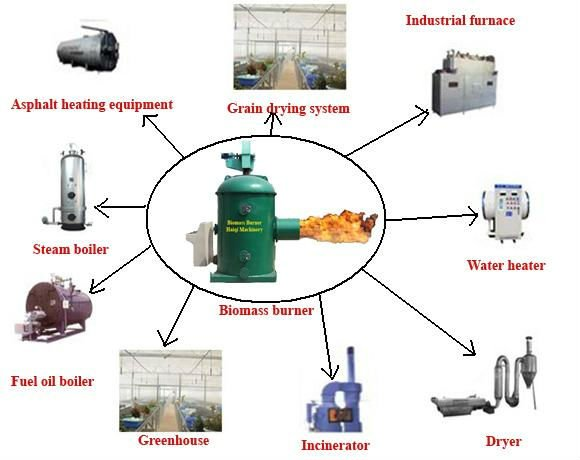 Industrial furnace
Asphalt heating equipment
Grain drying system
Biomass Burner
Haiqi Machinery
Steam boiler
Water heater
Biomass burner
Fuel oil boiler
Greenhouse
Incinerator
Dryer